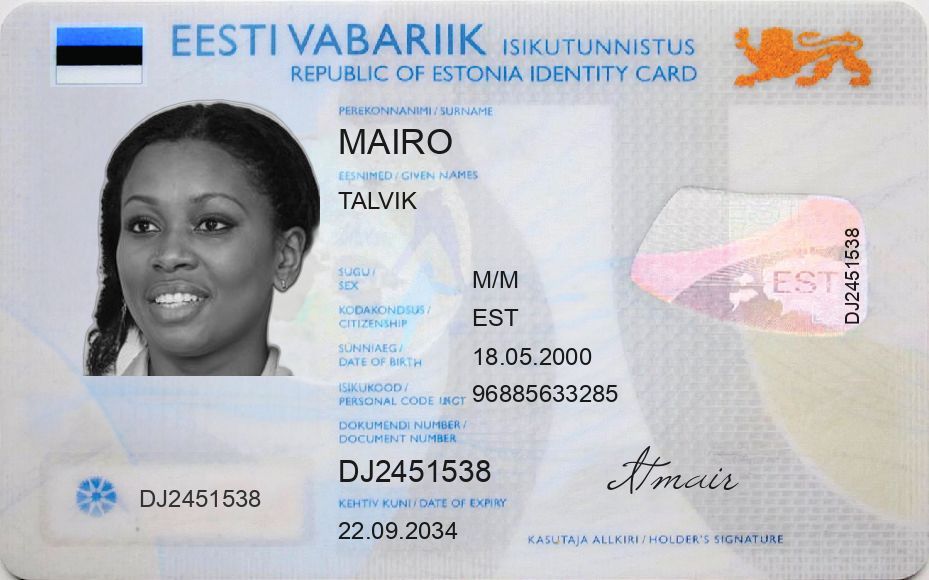 EESTI VABARIIK ISIKUTUNNISTUS
REPUBLIC OF ESTONIA IDENTITY CARD
PEREKONNANIMI / SURNAME
MAIRO
EESNIMED / GIVEN NAMES
TALVIK
SUGU /
SEX
M/M
KODAKONDSUS /
CITIZENSHIP
EST
SÜNNIAEG /
DATE OF BIRTH
18.05.2000
ISIKUKOOD /
PERSONAL CODE
96885633285
DOKUMENDI NUMBER /
DOCUMENT NUMBER
DJ2451538
KEHTIV KUNI / DATE OF EXPIRY
22.09.2034
DJ2451538
EST
DJ2451538
KASUTAJA ALLKIRI / HOLDER'S SIGNATURE